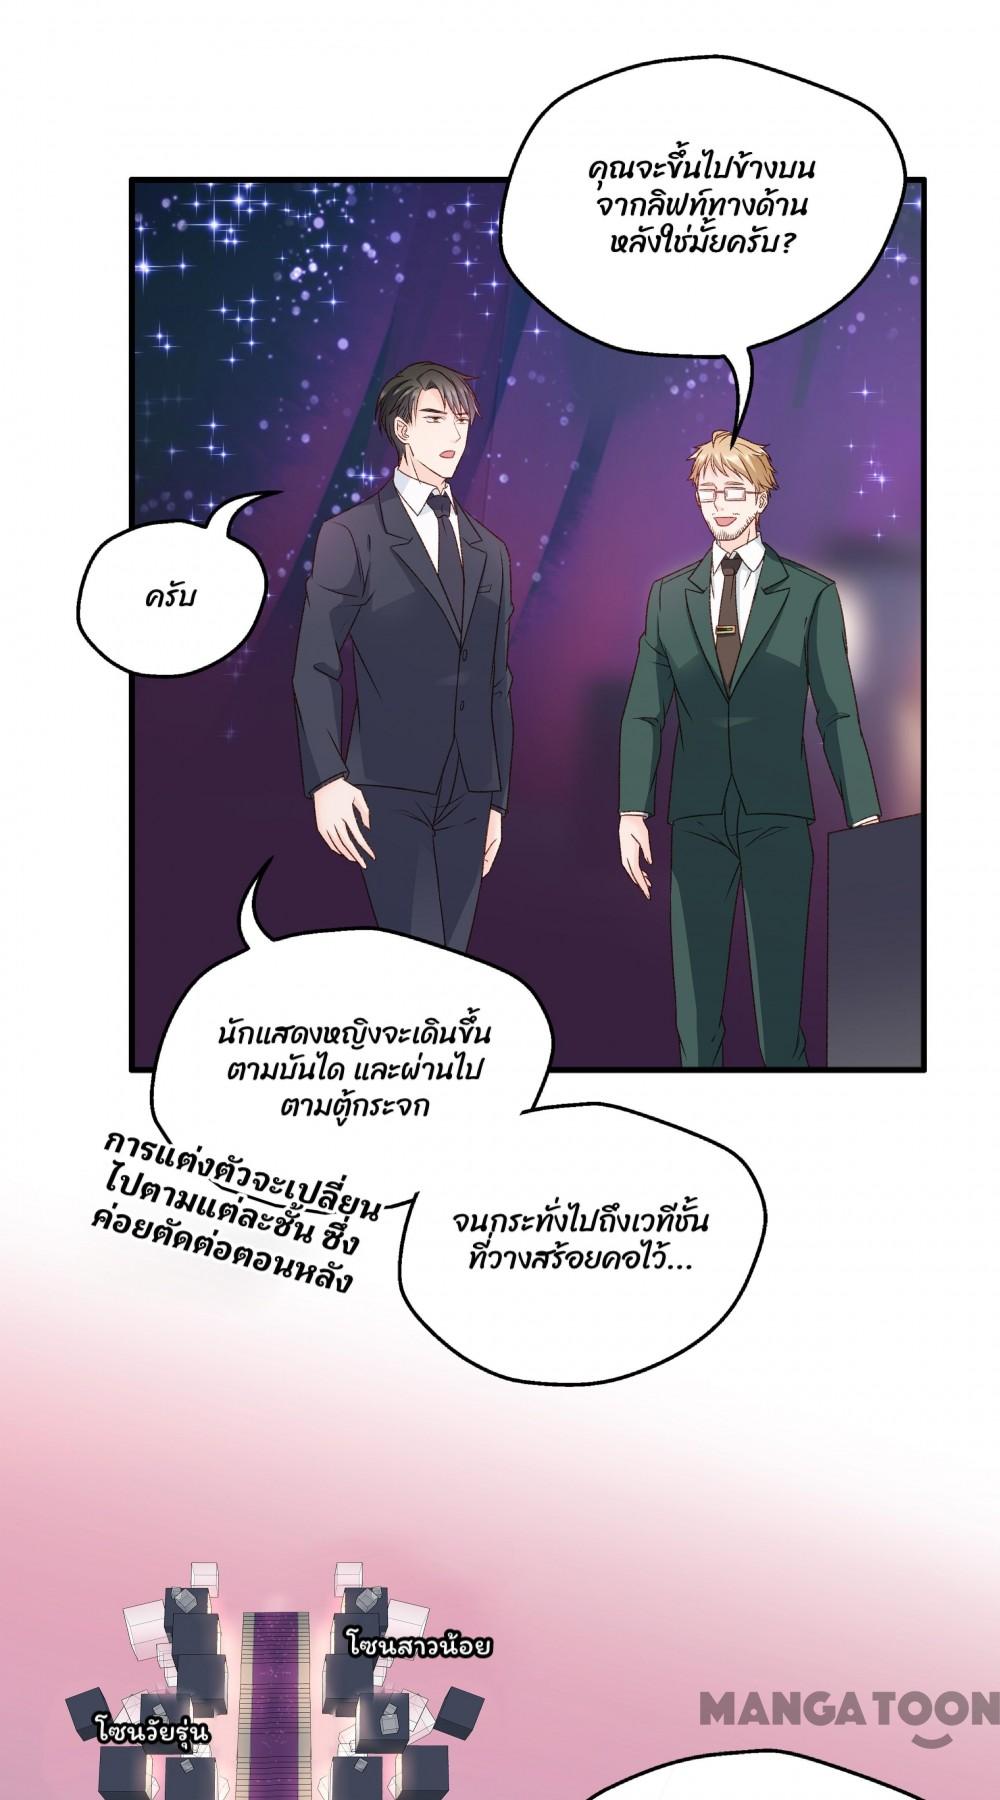 คุณจะขึ้นไปข้างบน
จากลิฟท์ทางด้าน
หลังใช่มั้ยครับ?
ครับ
นักแสดงหญิงจะเดินขึ้น
ตามบันได และผ่านไป
ตามตู้กระจก
การแต่งตัวจะเปลี่ยน
ไปตามแต่ละชั้น ซึ่ง
ค่อยตัดต่อตอนหลัง
จนกระทั่งไปถึงเวทีชั้น
ที่วางสร้อยคอไว้...
โซนสาวน้อย
โซนวัยรุ่น
MANGATOON